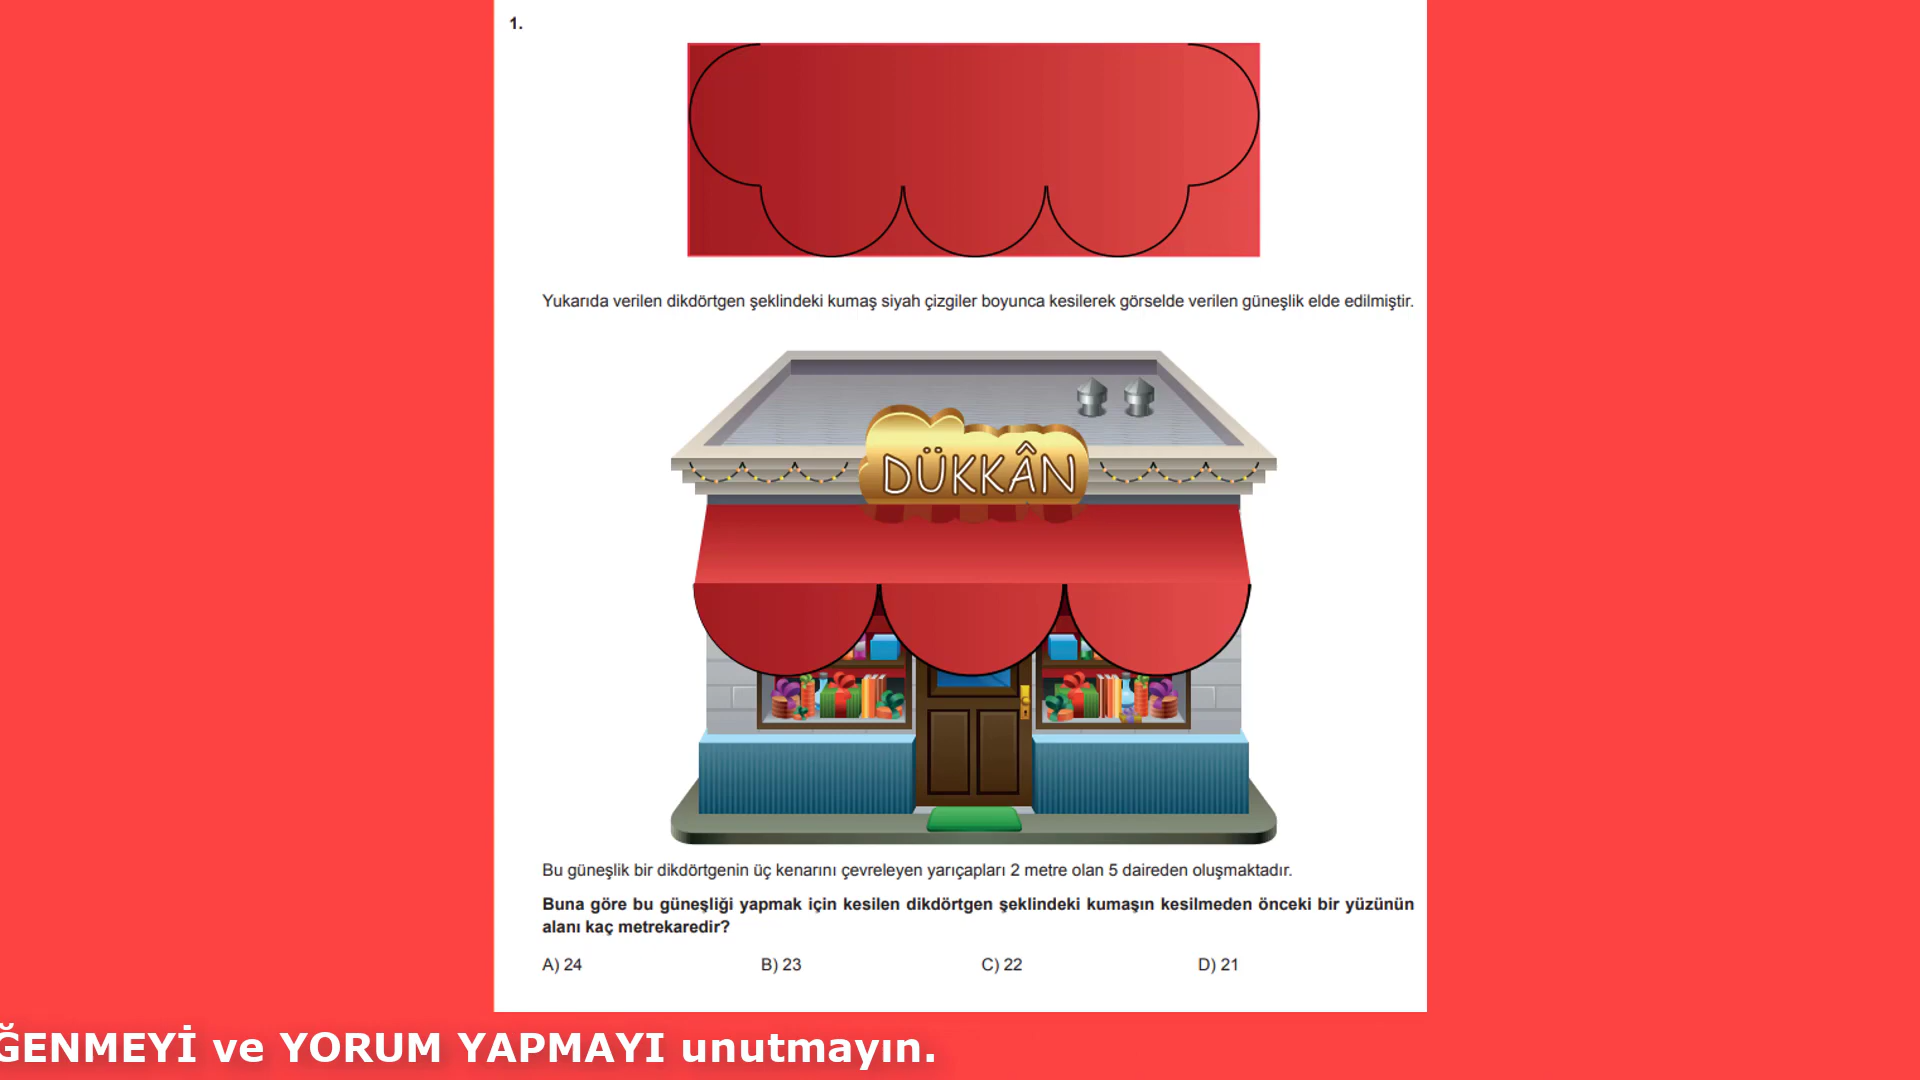 1.
Yukarıda verilen dikdörtgen şeklindeki kumaş siyah çizgiler boyunca kesilerek görselde verilen güneşlik elde edilmiştir.
DÜKKÂN
Bu güneşlik bir dikdörtgenin üç kenarını çevreleyen yarıçapları 2 metre olan 5 daireden oluşmaktadır.
Buna göre bu güneşliği yapmak için kesilen dikdörtgen şeklindeki kumaşın kesilmeden önceki bir yüzünün
alanı kaç metrekaredir?
A) 24 B) 23 C) 22 D) 21
ĞENMEYİ ve YORUM YAPMAYI unutmayın.